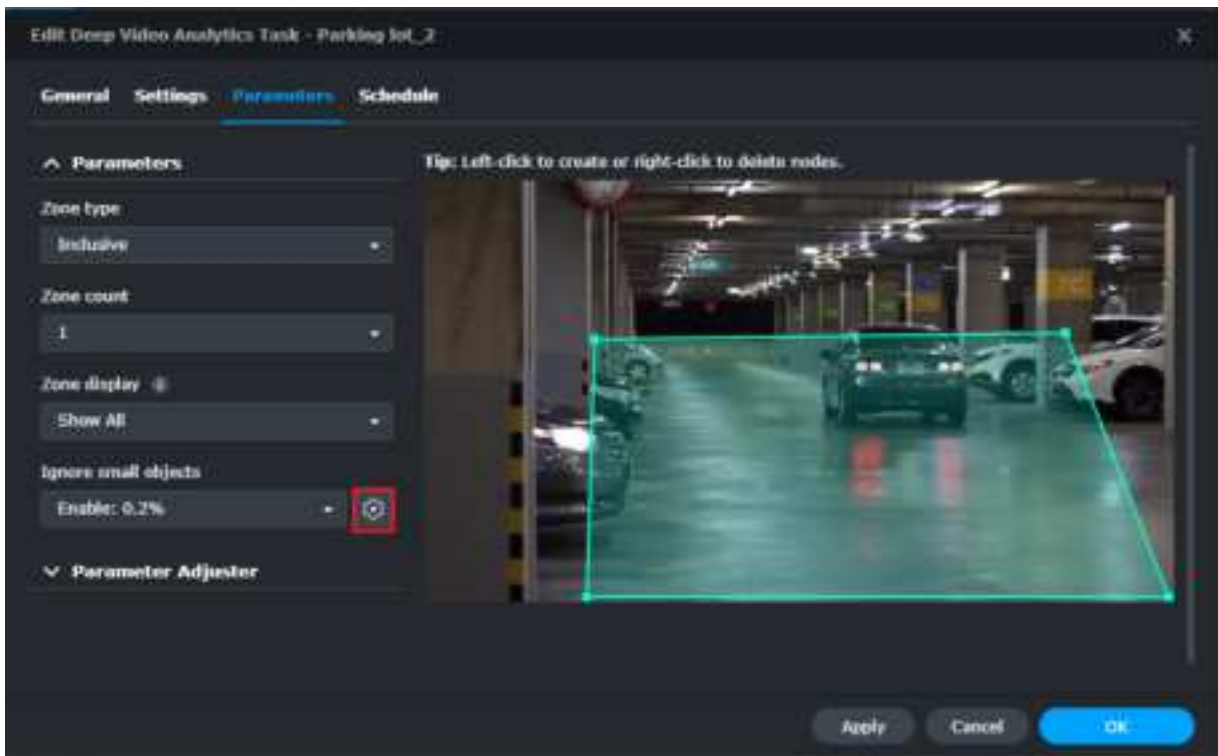 Edit Deep Video Analytics Task - Parking lot_2
General Settings Parameters Schedule
Parameters
Tip: Left-click to create or right-click to delete nodes.
Zone type
Inclusive
Zone count
1
Zone display
Show All
Ignore small objects
Enable: 0.2%
Parameter Adjuster
Apply Cancel OK